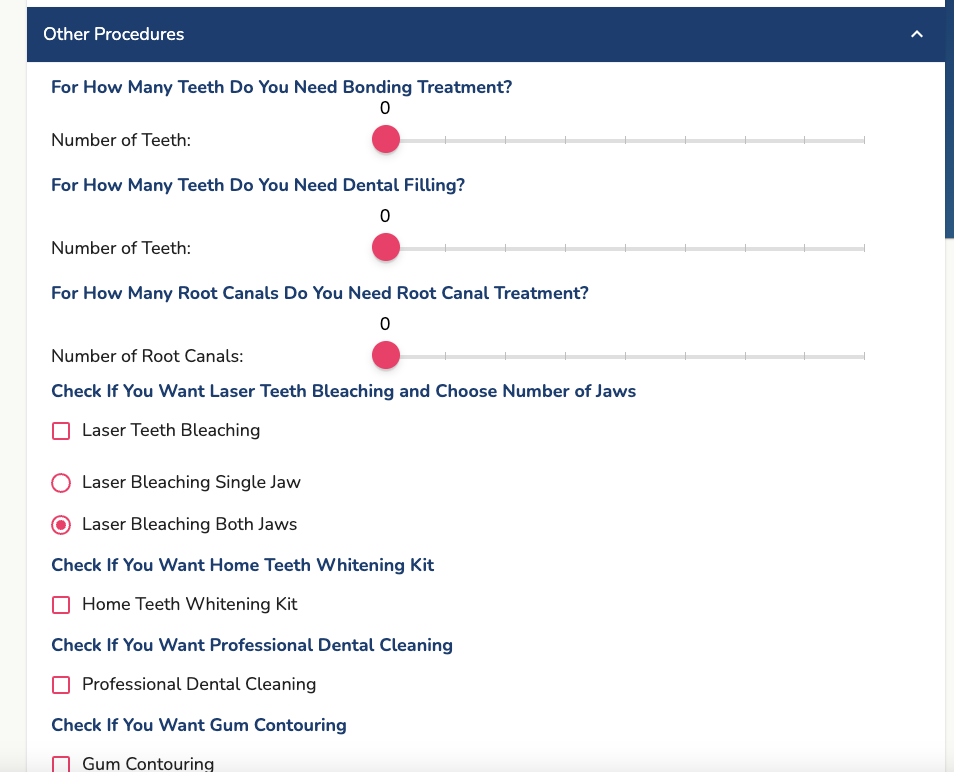 Other Procedures
For How Many Teeth Do You Need Bonding Treatment?
0
Number of Teeth:
For How Many Teeth Do You Need Dental Filling?
0
Number of Teeth:
For How Many Root Canals Do You Need Root Canal Treatment?
0
Number of Root Canals:
Check If You Want Laser Teeth Bleaching and Choose Number of Jaws
Laser Teeth Bleaching
Laser Bleaching Single Jaw
Laser Bleaching Both Jaws
Check If You Want Home Teeth Whitening Kit
Home Teeth Whitening Kit
Check If You Want Professional Dental Cleaning
Professional Dental Cleaning
Check If You Want Gum Contouring
Gum Contouring